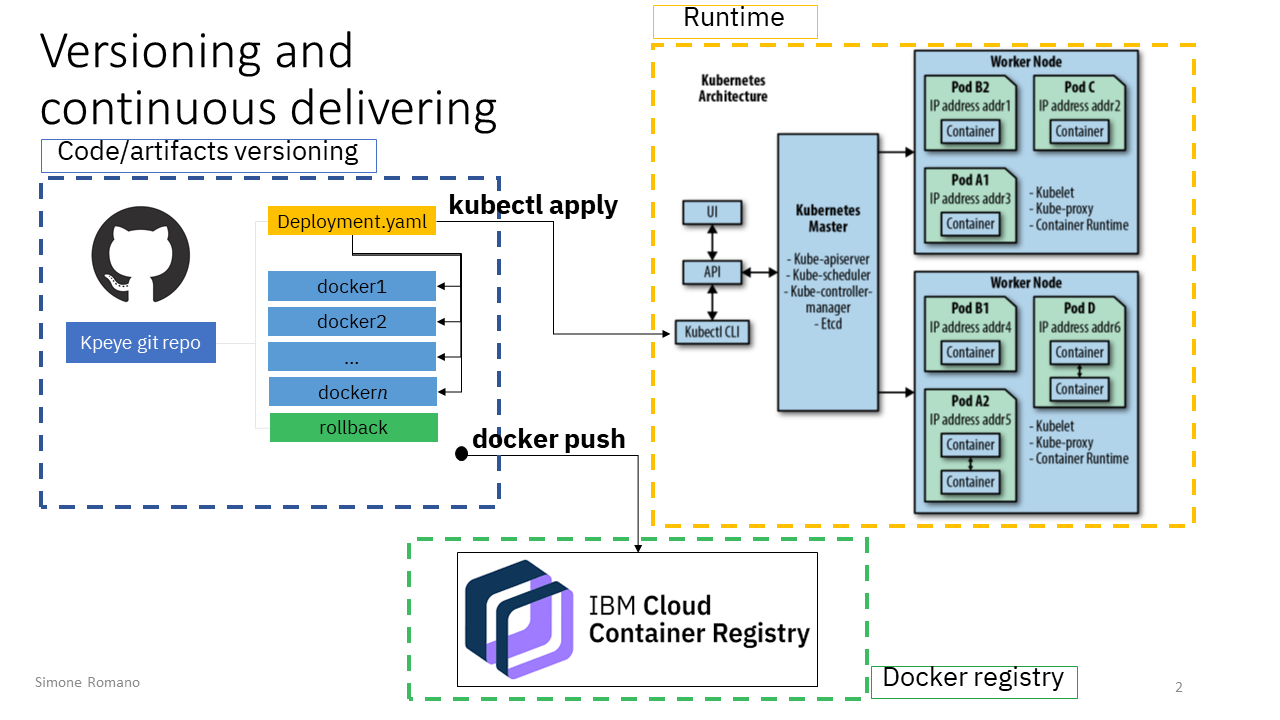 Versioning and
continuous delivering
Code/artifacts versioning
Kpeye git repo
Deployment.yaml
docker1
docker2
...
dockern
rollback
kubectl apply
docker push
Runtime
Kubernetes
Architecture
UI
API
Kubectl CLI
Kubernetes
Master
- Kube-apiserver
- Kube-scheduler
- Kube-controller-
manager
- Etcd
Worker Node
Pod B2
IP address addr1
Container
Pod C
IP address addr2
Container
Pod A1
IP address addr3
Container
- Kubelet
- Kube-proxy
- Container Runtime
Worker Node
Pod B1
IP address addr4
Container
Pod D
IP address addr6
Container
Container
Pod A2
IP address addr5
Container
Container
- Kubelet
- Kube-proxy
- Container Runtime
IBM Cloud
Container Registry
Docker registry
Simone Romano
2